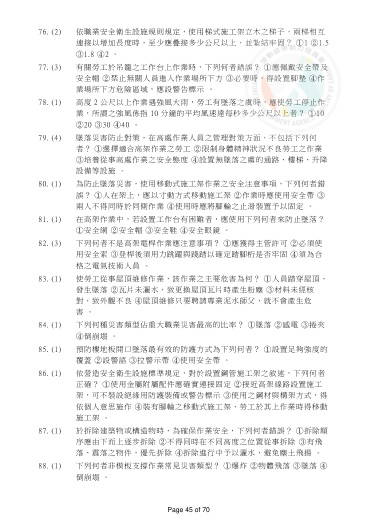 76. (2) 依職業安全衛生設施規則規定，使用梯式施工架立木之梯子，兩梯相互
連接以增加長度時，至少應疊接多少公尺以上，並紮結牢固？ ①1 ②1.5
③1.8 ④2 。
77. (3) 有關勞工於吊籠之工作台上作業時，下列何者錯誤？ ①應佩戴安全帶及
安全帽 ②禁止無關人員進入作業場所下方 ③必要時，得設置腳墊 ④作
業場所下方危險區域，應設警告標示 。
78. (1) 高度 2 公尺以上作業遇強風大雨，勞工有墜落之虞時，應使勞工停止作
業，所謂之強風係指 10 分鐘的平均風速達每秒多少公尺以上者？ ①10
②20 ③30 ④40 。
79. (4) 墜落災害防止對策，在高處作業人員之管理對策方面，不包括下列何
者？ ①選擇適合高架作業之勞工 ②限制身體精神狀況不良勞工之作業
③培養從事高處作業之安全態度 ④設置無墜落之虞的通路、樓梯、升降
設備等設施 。
80. (1) 為防止墜落災害，使用移動式施工架作業之安全注意事項，下列何者錯
誤？ ①人在架上，應以寸動方式移動施工架 ②作業時應使用安全帶 ③
兩人不得同時於同側作業 ④使用時應將腳輪之止滑裝置予以固定 。
81. (1) 在高架作業中，若設置工作台有困難者，應使用下列何者來防止墜落？
①安全網 ②安全帽 ③安全鞋 ④安全眼鏡 。
82. (3) 下列何者不是高架電桿作業應注意事項？ ①應獲得主管許可 ②必須使
用安全索 ③登桿後須用力跳躍與踐踏以確定踏腳桁是否牢固 ④須為合
格之電氣技術人員 。
83. (1) 使勞工從事屋頂維修作業，該作業之主要危害為何？ ①人員踏穿屋頂，
發生墜落 ②瓦片未灑水，致更換屋頂瓦片時產生粉塵 ③材料未經核
對，致外觀不良 ④屋頂維修只要聘請專業泥水師父，就不會產生危
害 。
84. (1) 下列何種災害類型佔重大職業災害最高的比率？ ①墜落 ②感電 ③捲夾
④倒崩塌 。
85. (1) 預防樓地板開口墜落最有效的防護方式為下列何者？ ①設置足夠強度的
覆蓋 ②設警語 ③拉警示帶 ④使用安全帶 。
86. (1) 依營造安全衛生設施標準規定，對於設置鋼管施工架之敘述，下列何者
正確？ ①使用金屬附屬配件應確實連接固定 ②接近高架線路設置施工
架，可不裝設絕緣用防護裝備或警告標示 ③使用之鋼材與構架方式，得
依個人意思施作 ④裝有腳輪之移動式施工架，勞工於其上作業時得移動
施工架 。
87. (1) 於拆除建築物或構造物時，為確保作業安全，下列何者錯誤？ ①拆除順
序應由下而上逐步拆除 ②不得同時在不同高度之位置從事拆除 ③有飛
落、震落之物件，優先拆除 ④拆除進行中予以灑水，避免塵土飛揚 。
88. (1) 下列何者非模板支撐作業常見災害類型？ ①爆炸 ②物體飛落 ③墜落 ④
倒崩塌 。
Page 45 of 70